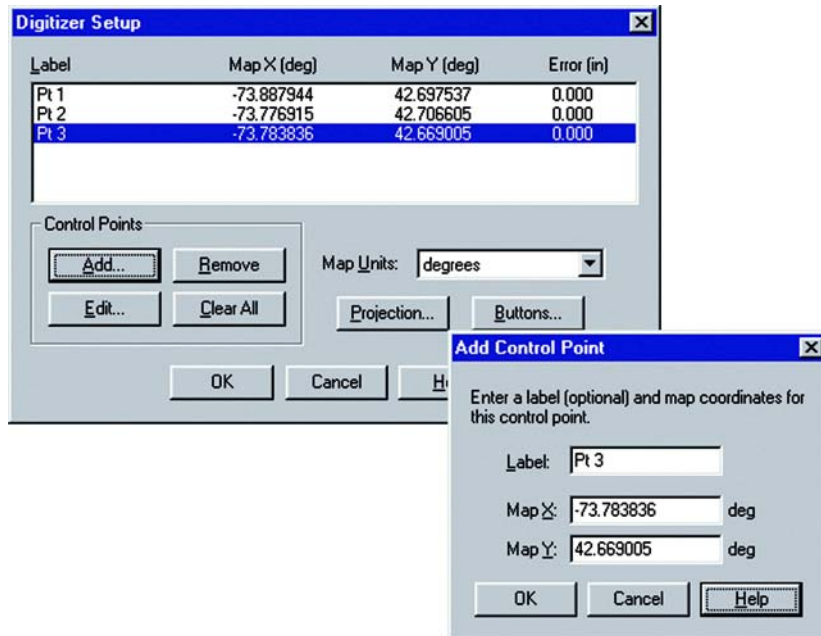 Digitizer Setup
Label Map X (deg) Map Y (deg) Error (in)
Pt 1 -73.887944 42.697537 0.000
Pt 2 -73.776915 42.706605 0.000
Pt 3 -73.783836 42.669005 0.000
Control Points
Add... Remove Map Units: degrees
Edit... Clear All Projection... Buttons...
OK Cancel
Add Control Point
Enter a label (optional) and map coordinates for
this control point.
Label: Pt 3
Map X: -73.783836 deg
Map Y: 42.669005 deg
OK Cancel Help